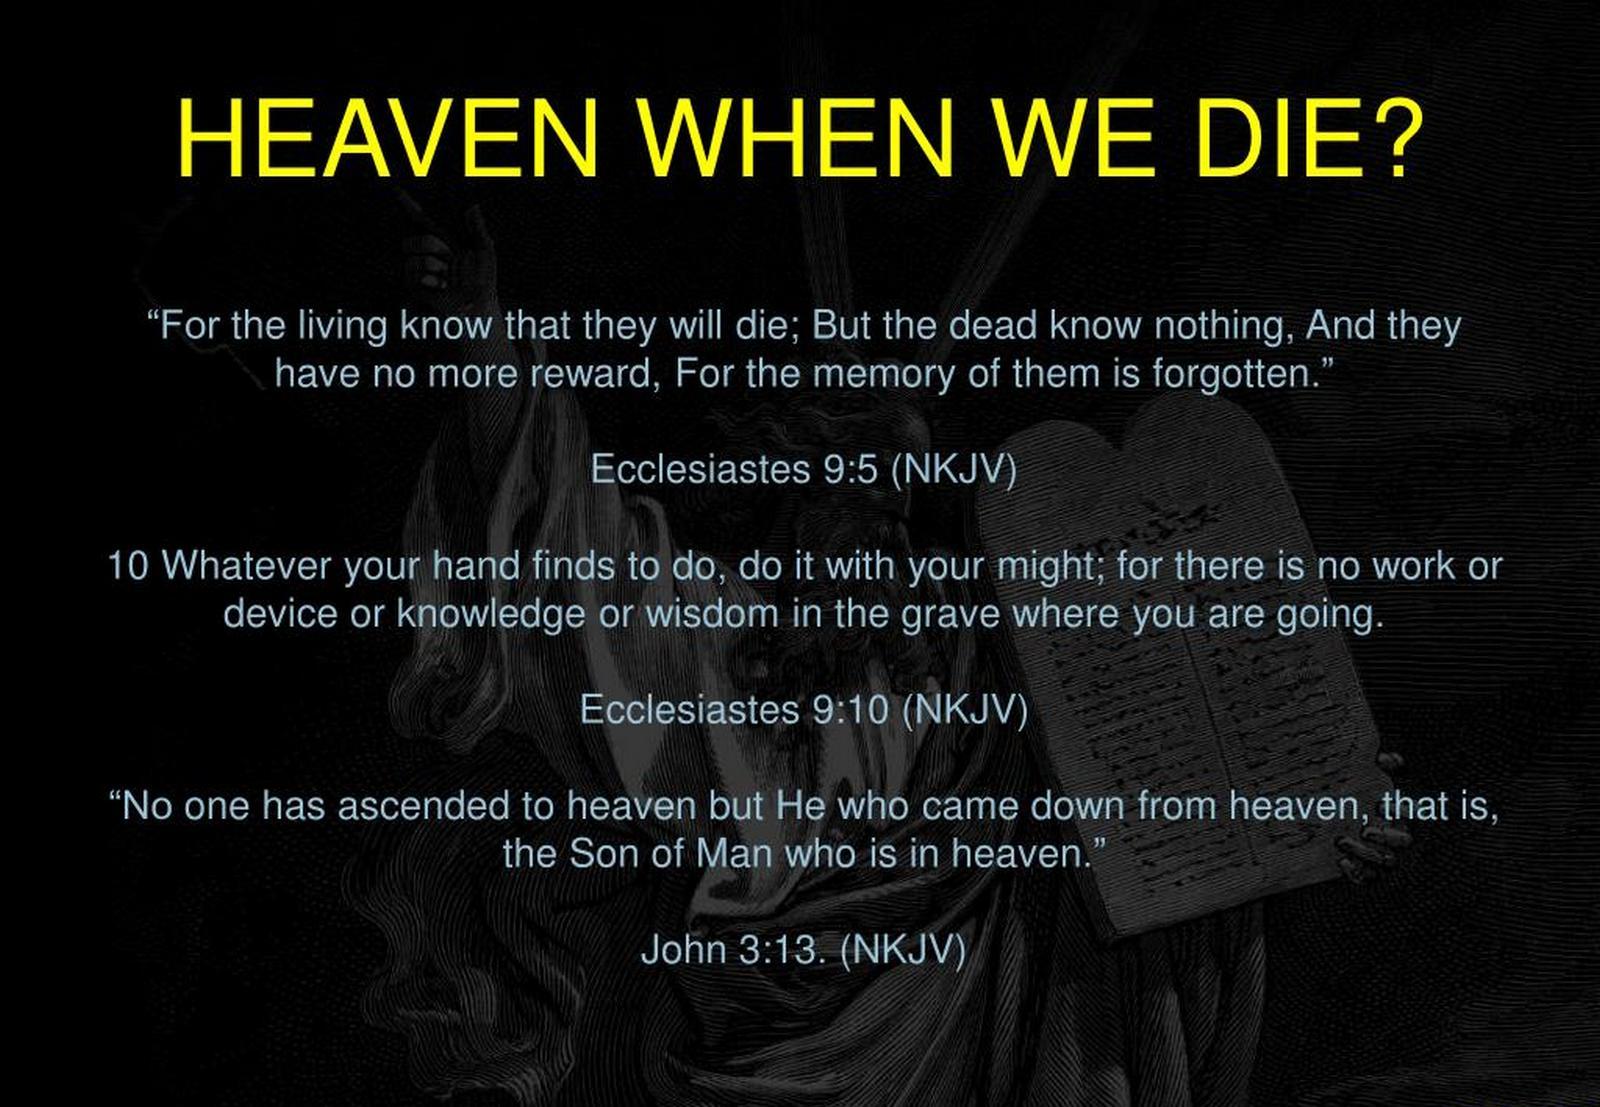 HEAVEN WHEN WE DIE?
“For the living know that they will die; But the dead know nothing, And they
have no more reward, For the memory of them is forgotten.”
Ecclesiastes 9:5 (NKJV)
10 Whatever your hand finds to do, do it with your might; for there is no work or
device or knowledge or wisdom in the grave where you are going.
Ecclesiastes 9:10 (NKJV)
“No one has ascended to heaven but He who came down from heaven, that is,
the Son of Man who is in heaven.”
John 3:13. (NKJV)